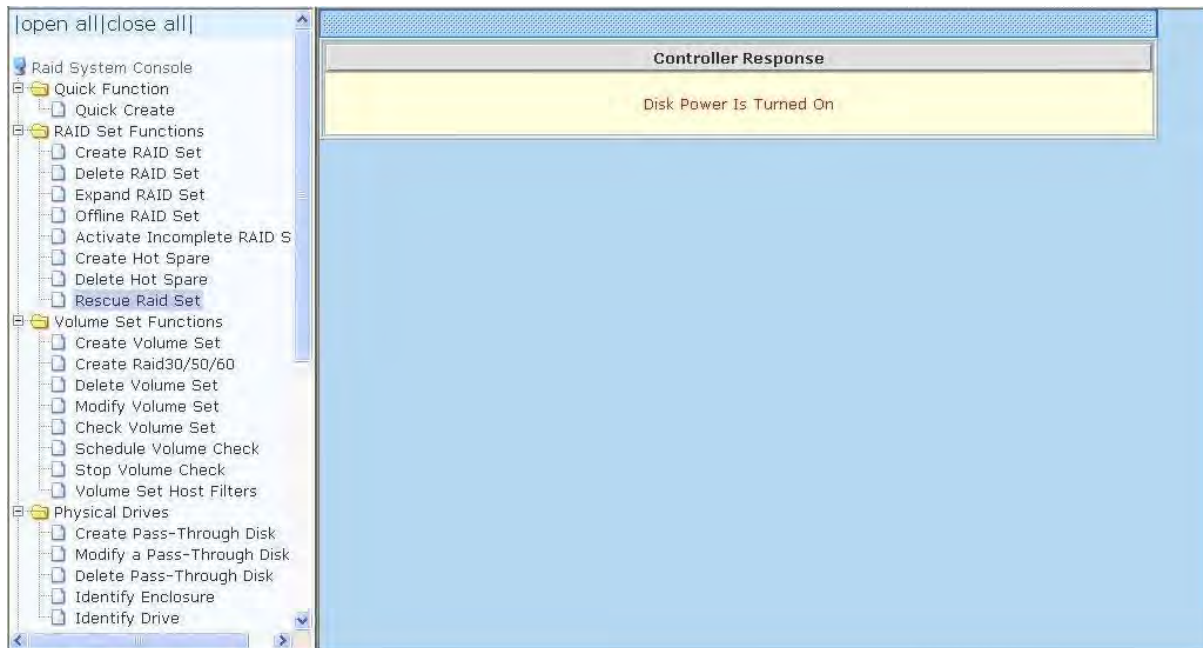 |open all|close all|
Raid System Console
Quick Function
Quick Create
RAID Set Functions
Create RAID Set
Delete RAID Set
Expand RAID Set
Offline RAID Set
Activate Incomplete RAID S
Create Hot Spare
Delete Hot Spare
Rescue Raid Set
Volume Set Functions
Create Volume Set
Create Raid30/50/60
Delete Volume Set
Modify Volume Set
Check Volume Set
Schedule Volume Check
Stop Volume Check
Volume Set Host Filters
Physical Drives
Create Pass-Through Disk
Modify a Pass-Through Disk
Delete Pass-Through Disk
Identify Enclosure
Identify Drive
Controller Response
Disk Power Is Turned On